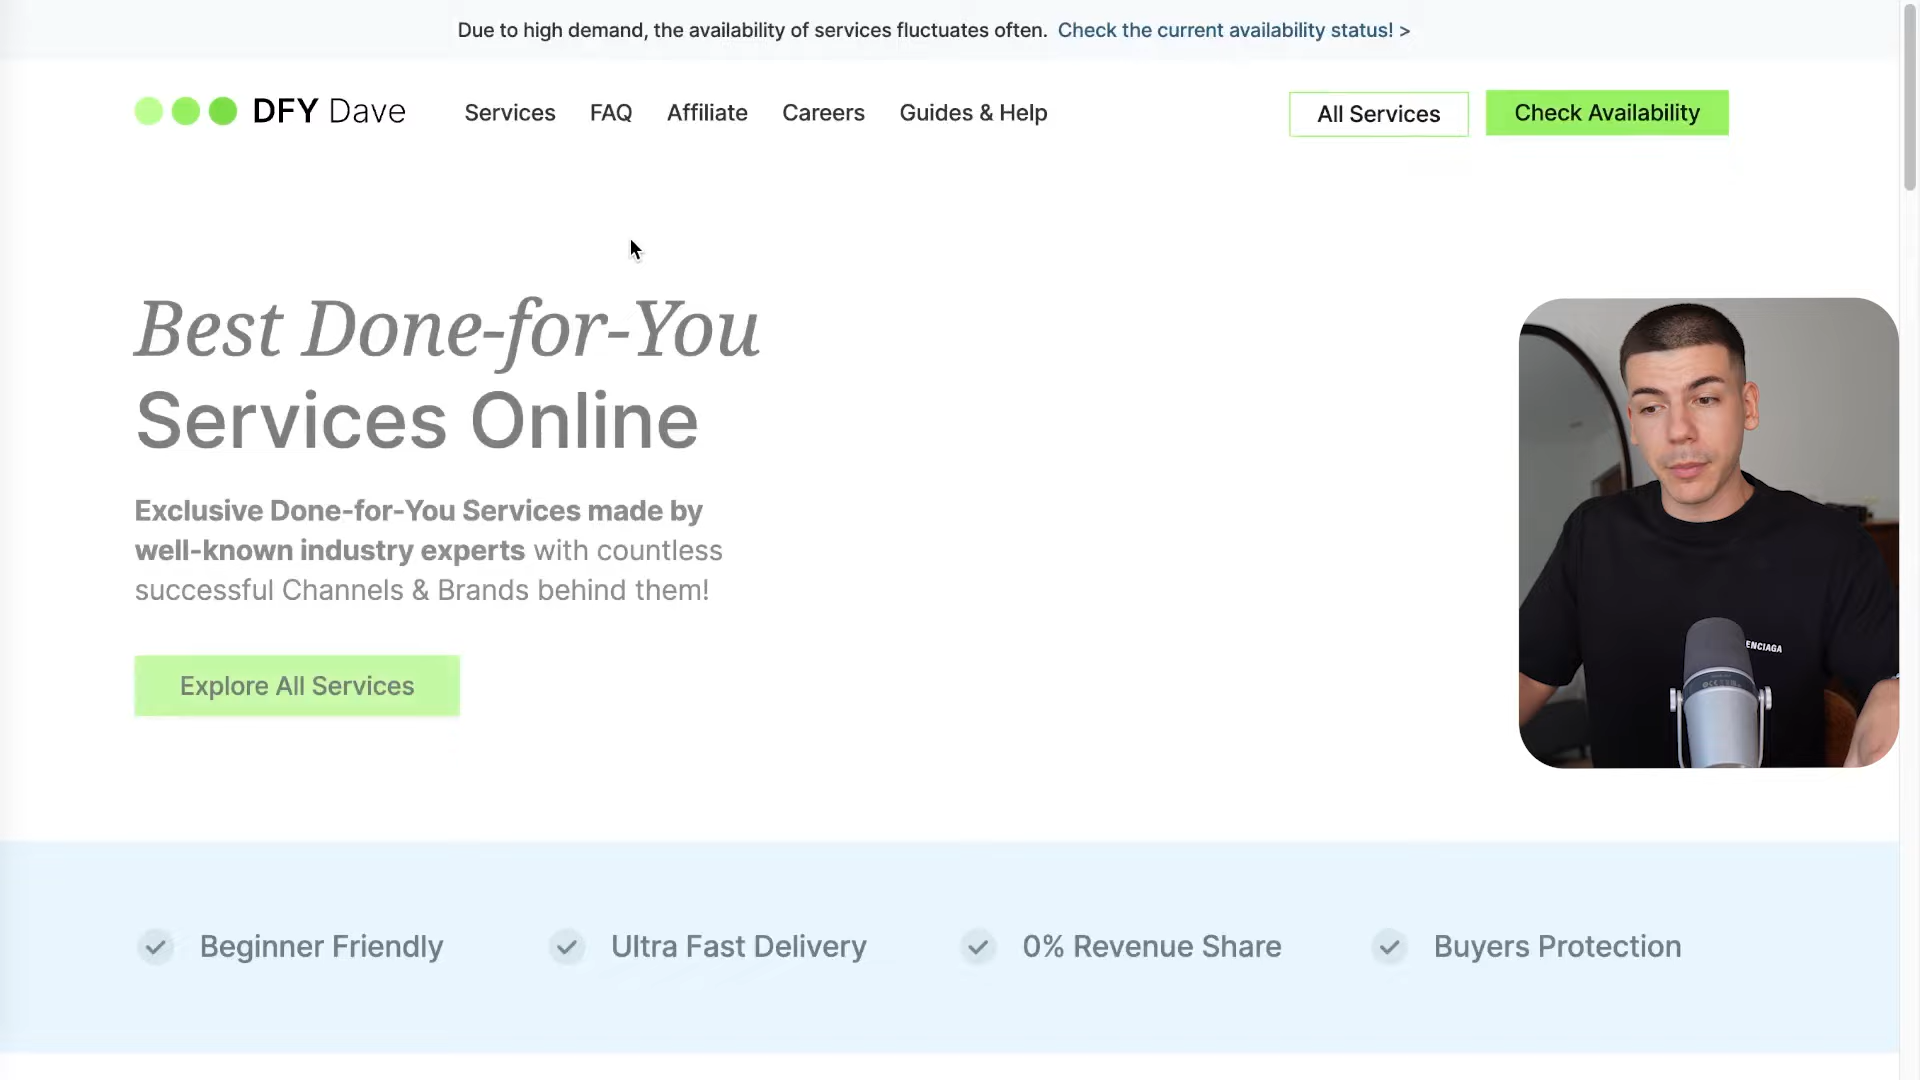 Due to high demand, the availability of services fluctuates often. Check the current availability status! >
DFY Dave
Services
FAQ
Affiliate
Careers
Guides & Help
All Services
Check Availability
Best Done-for-You
Services Online
Exclusive Done-for-You Services made by
well-known industry experts with countless
successful Channels & Brands behind them!
Explore All Services
ENCIAGA
Beginner Friendly
Ultra Fast Delivery
0% Revenue Share
Buyers Protection